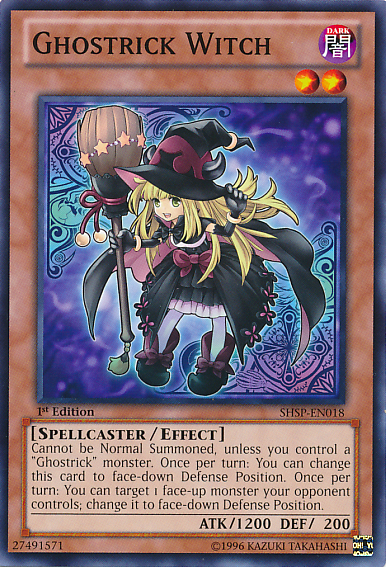 Ghostrick Witch
DARK
闇
1st Edition
SHSP-EN018
[Spellcaster / Effect]
Cannot be Normal Summoned, unless you control a
"Ghostrick" monster. Once per turn: You can change
this card to face-down Defense Position. Once per
turn: You can target 1 face-up monster your opponent
controls; change it to face-down Defense Position.
ATK/1200 DEF/ 200
27491571
©1996 KAZUKI TAKAHASHI